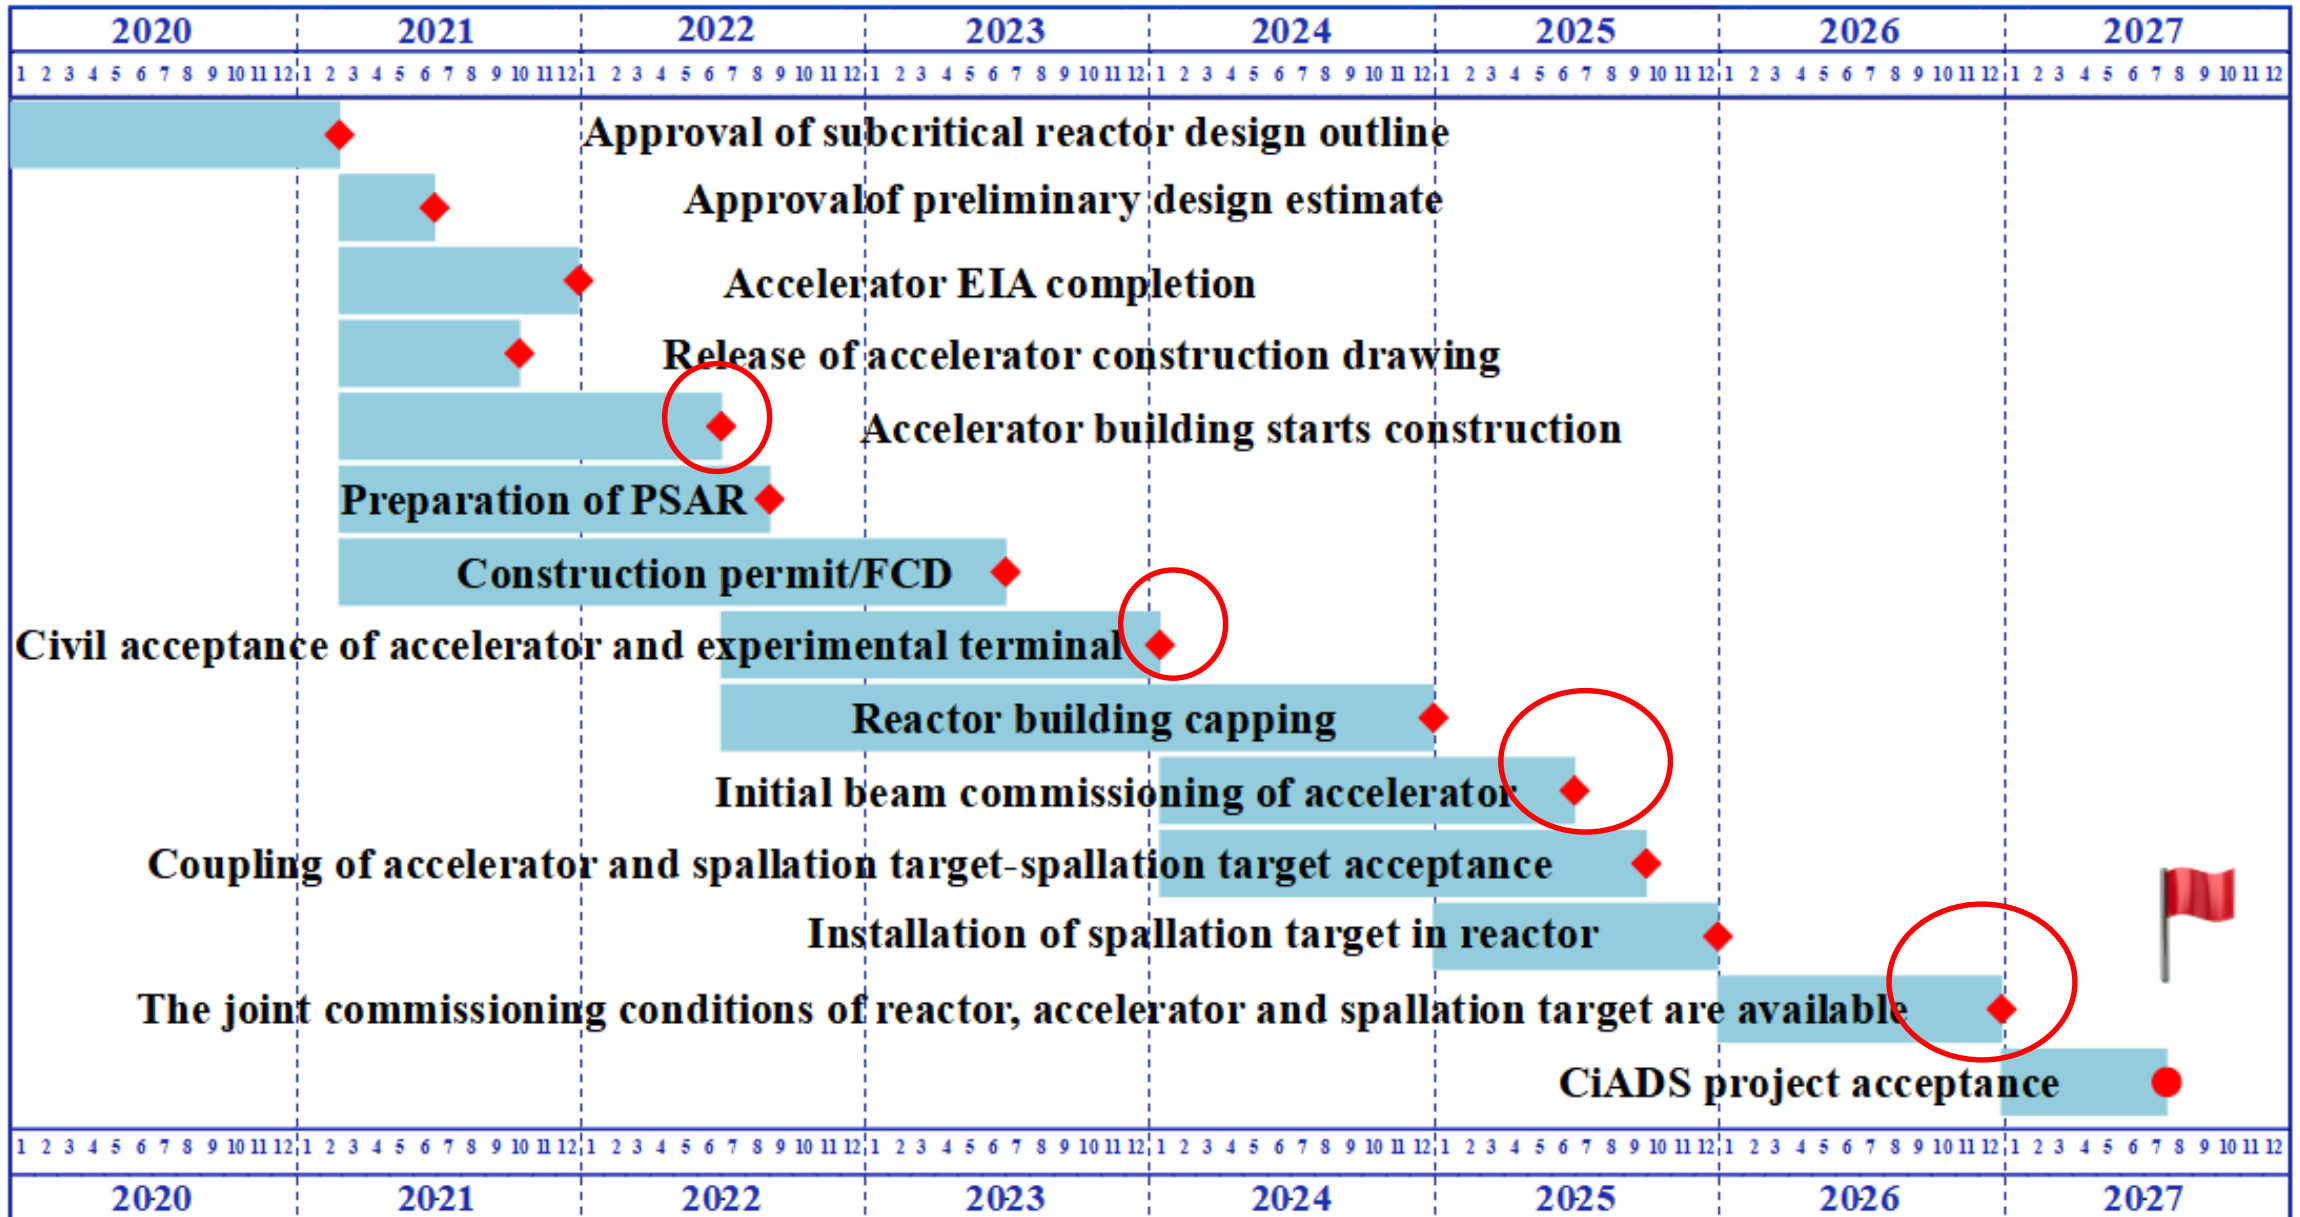 2020 2021 2022 2023 2024 2025 2026 2027
1 2 3 4 5 6 7 8 9 10 11 12 1 2 3 4 5 6 7 8 9 10 11 12 1 2 3 4 5 6 7 8 9 10 11 12 1 2 3 4 5 6 7 8 9 10 11 12 1 2 3 4 5 6 7 8 9 10 11 12 1 2 3 4 5 6 7 8 9 10 11 12 1 2 3 4 5 6 7 8 9 10 11 12 1 2 3 4 5 6 7 8 9 10 11 12
Approval of subcritical reactor design outline
Approvalof preliminary design estimate
Accelerator EIA completion
Release of accelerator construction drawing
Accelerator building starts construction
Preparation of PSAR
Construction permit/FCD
Civil acceptance of accelerator and experimental terminal
Reactor building capping
Initial beam commissioning of accelerator
Coupling of accelerator and spallation target-spallation target acceptance
Installation of spallation target in reactor
The joint commissioning conditions of reactor, accelerator and spallation target are available
CiADS project acceptance
1 2 3 4 5 6 7 8 9 10 11 12 1 2 3 4 5 6 7 8 9 10 11 12 1 2 3 4 5 6 7 8 9 10 11 12 1 2 3 4 5 6 7 8 9 10 11 12 1 2 3 4 5 6 7 8 9 10 11 12 1 2 3 4 5 6 7 8 9 10 11 12 1 2 3 4 5 6 7 8 9 10 11 12 1 2 3 4 5 6 7 8 9 10 11 12
2020 2021 2022 2023 2024 2025 2026 2027